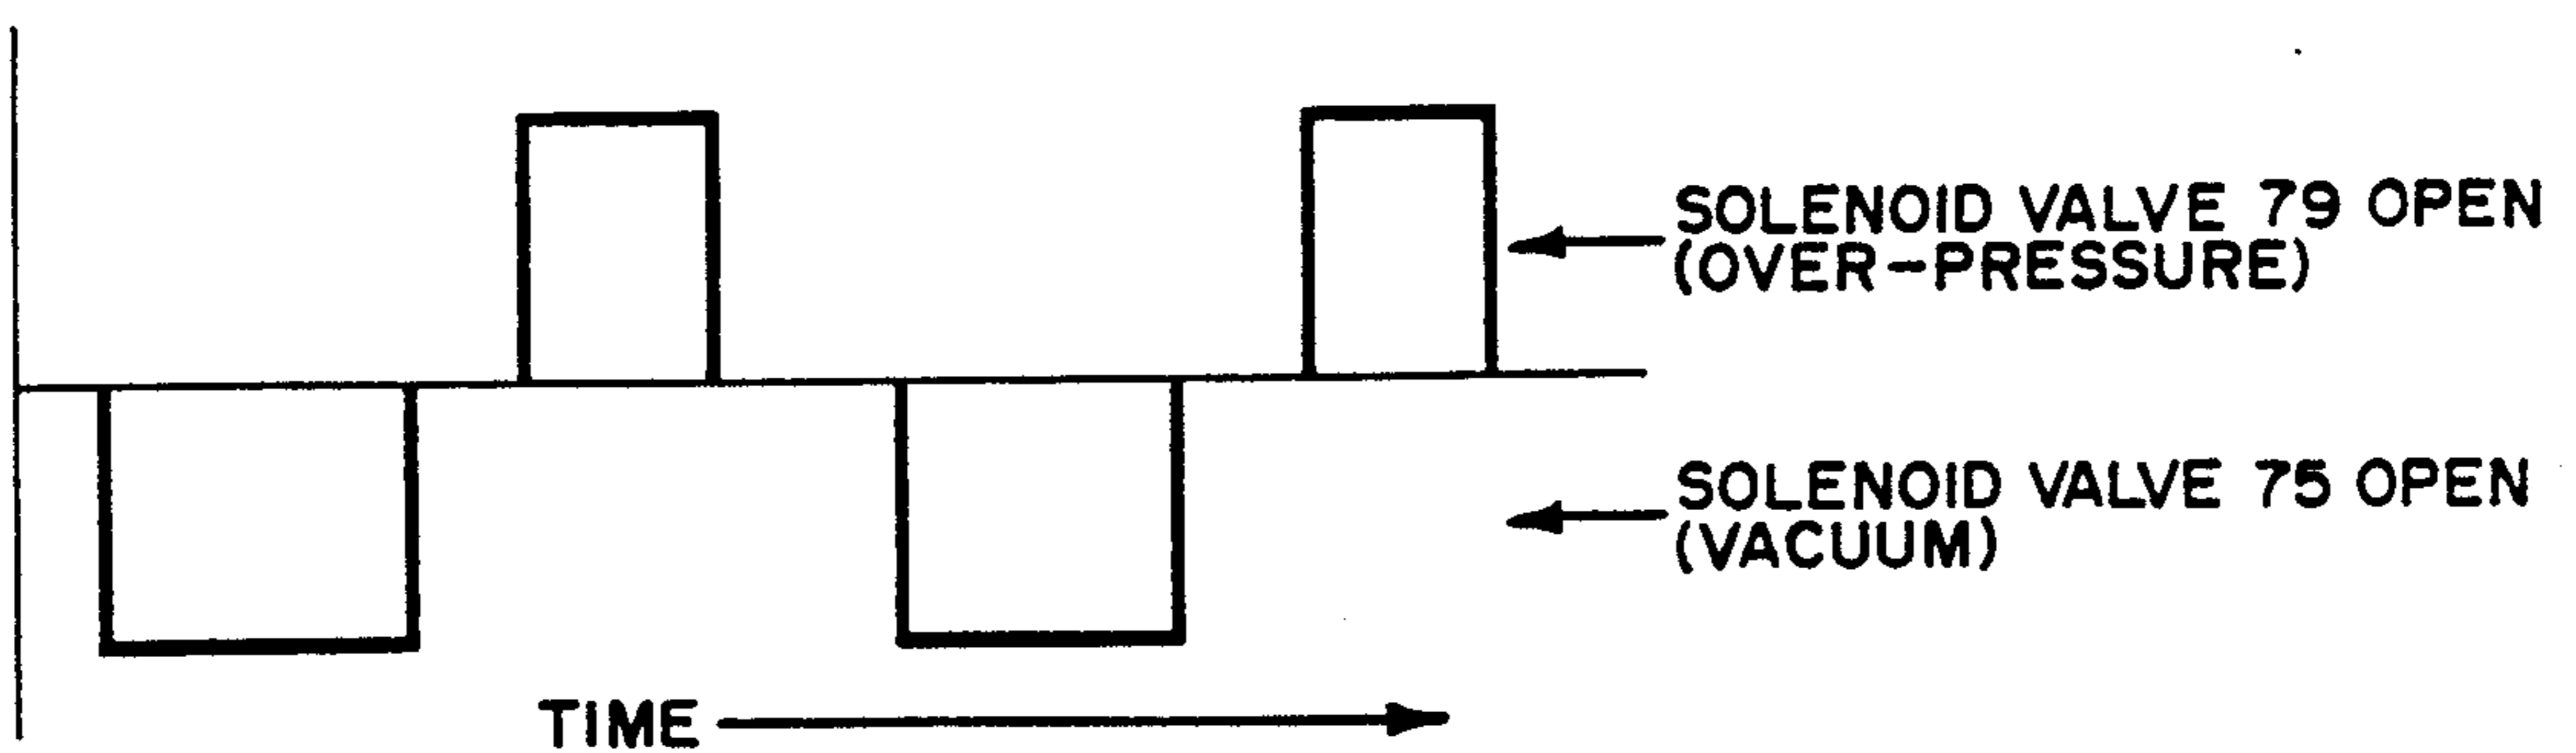 SOLENOID VALVE 79 OPEN
(OVER-PRESSURE)
SOLENOID VALVE 75 OPEN
(VACUUM)
TIME